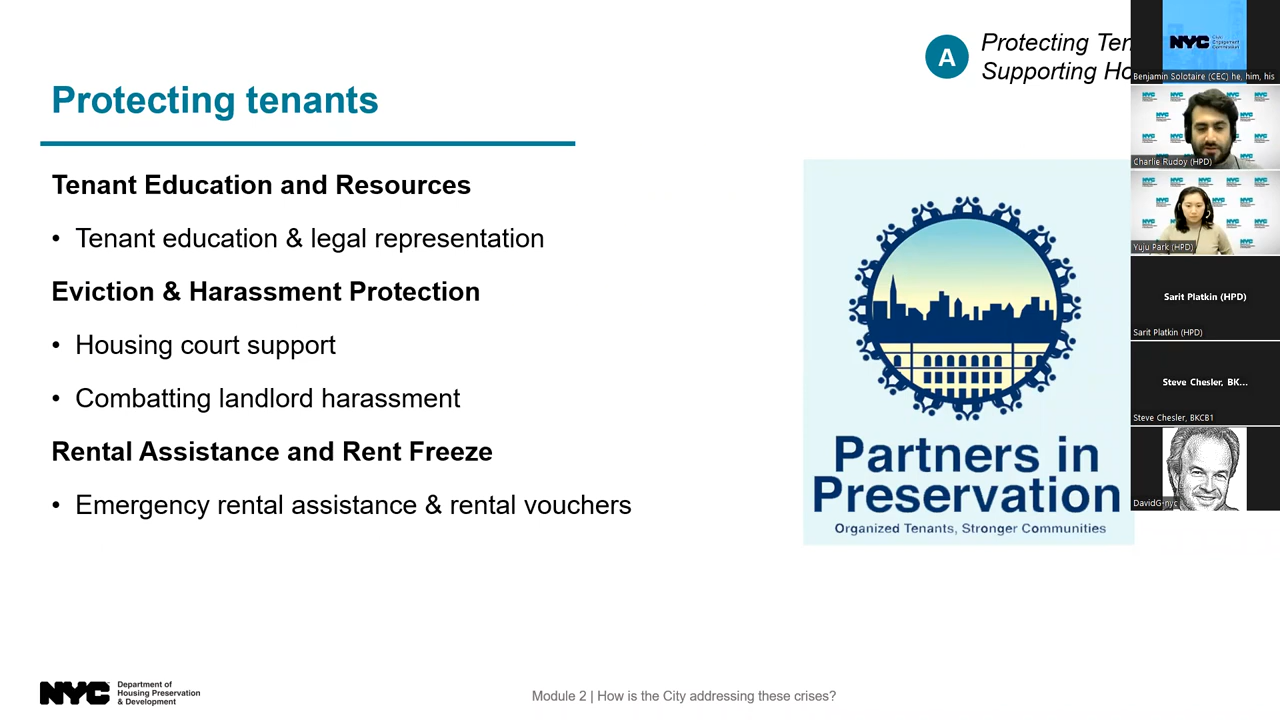 A
Protecting Ten
Supporting Ho
Protecting tenants
Tenant Education and Resources
• Tenant education & legal representation
Eviction & Harassment Protection
• Housing court support
• Combatting landlord harassment
Rental Assistance and Rent Freeze
• Emergency rental assistance & rental vouchers
Partners in
Preservation
Organized Tenants, Stronger Communities
NYC
Department of
Housing Preservation
& Development
Module 2 | How is the City addressing these crises?
NYC
Civic
Engagement
Commission
Benjamin Solotaire (CEC) he, him, his
Charlie Rudoy (HPD)
Yuju Park (HPD)
Sarit Platkin (HPD)
Sarit Platkin (HPD)
Steve Chesler, BK...
Steve Chesler, BKCB1
DavidG-nyc